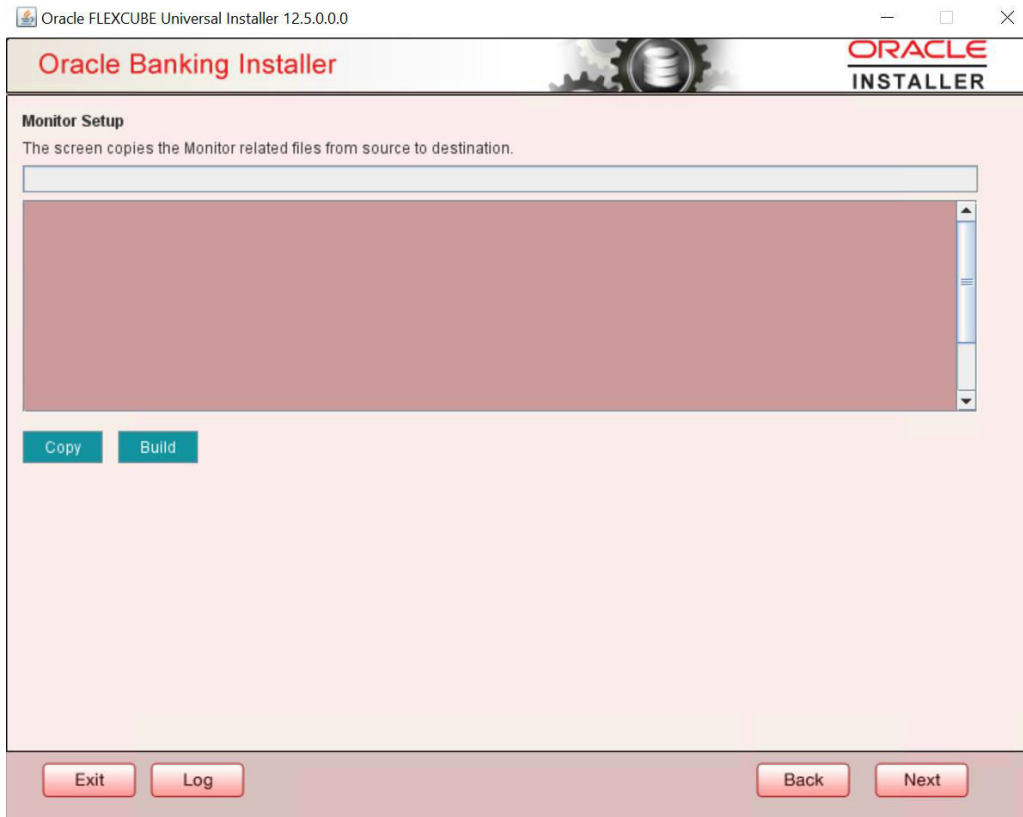 Oracle FLEXCUBE Universal Installer 12.5.0.0.0
Oracle Banking Installer
ORACLE
INSTALLER
Monitor Setup
The screen copies the Monitor related files from source to destination.
Copy Build
Exit Log Back Next